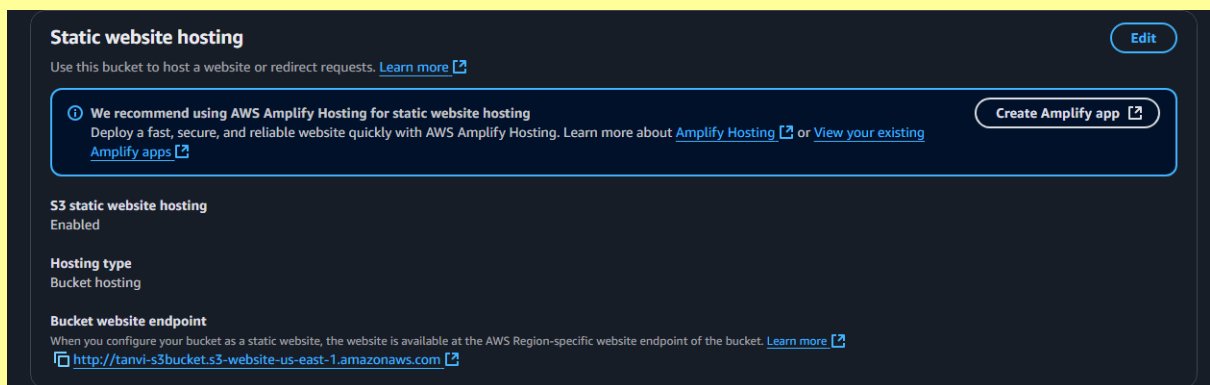 Static website hosting
Edit
Use this bucket to host a website or redirect requests. Learn more
We recommend using AWS Amplify Hosting for static website hosting
Create Amplify app
Deploy a fast, secure, and reliable website quickly with AWS Amplify Hosting. Learn more about Amplify Hosting or View your existing
Amplify apps
S3 static website hosting
Enabled
Hosting type
Bucket hosting
Bucket website endpoint
When you configure your bucket as a static website, the website is available at the AWS Region-specific website endpoint of the bucket. Learn more
http://tanvi-s3bucket.s3-website-us-east-1.amazonaws.com